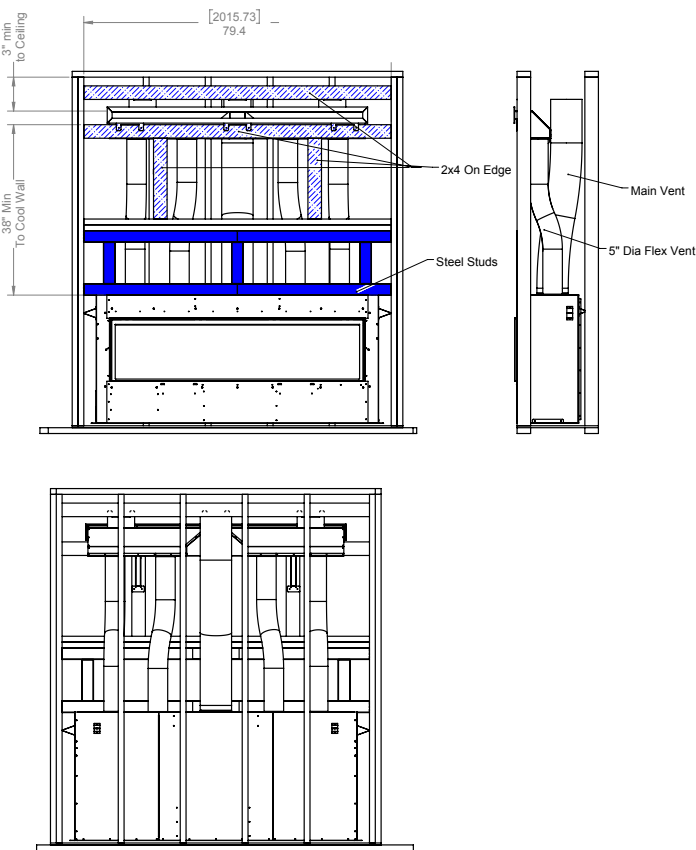 [2015.73]
79.4
3" min
to Ceiling
38" Min
To Cool Wall
2x4 On Edge
Main Vent
5" Dia Flex Vent
Steel Studs